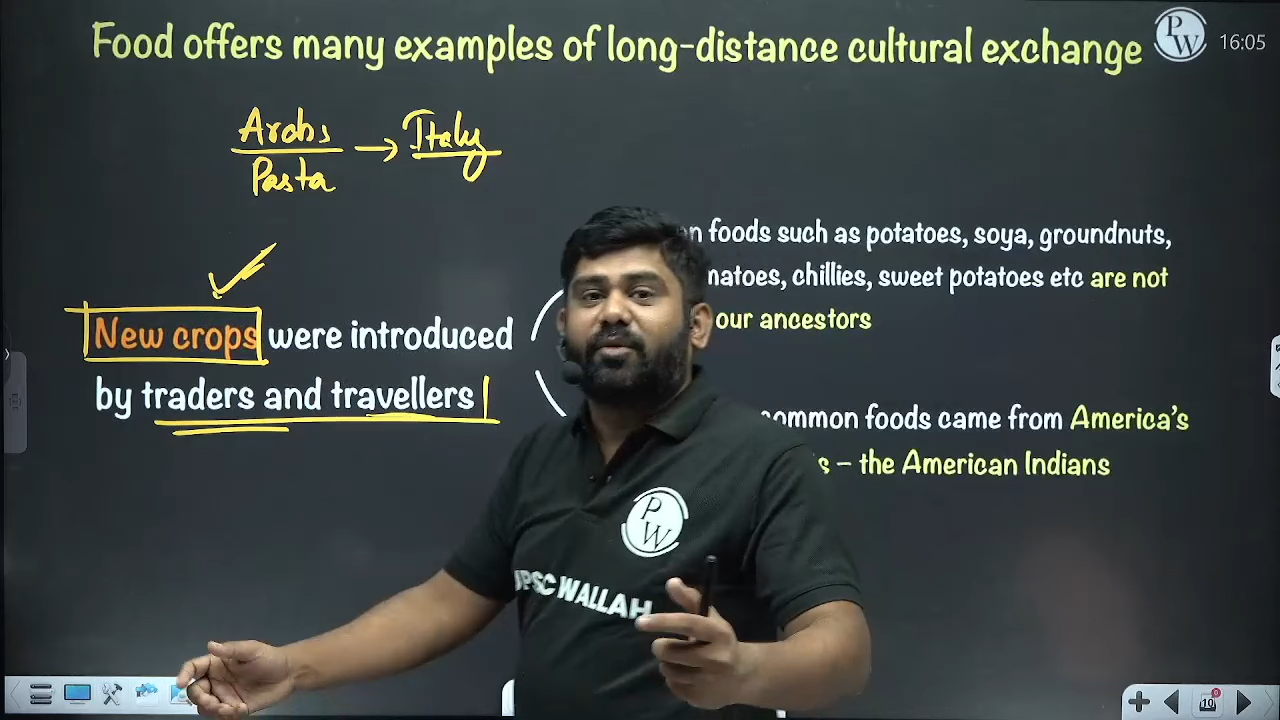 Food offers many examples of long-distance cultural exchange
PW
16:05
Arabs → Italy
Pasta
foods such as potatoes, soya, groundnuts,
chillies, sweet potatoes etc are not
our ancestors
New crops were introduced
by traders and travellers
common foods came from America's
– the American Indians
PW
UPSC WALLAH
10